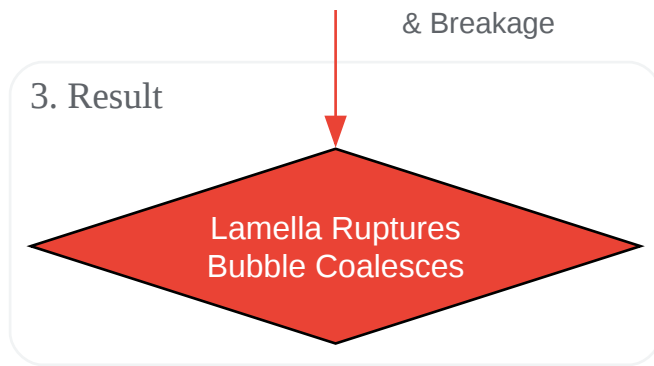 & Breakage
3. Result
Lamella Ruptures
Bubble Coalesces